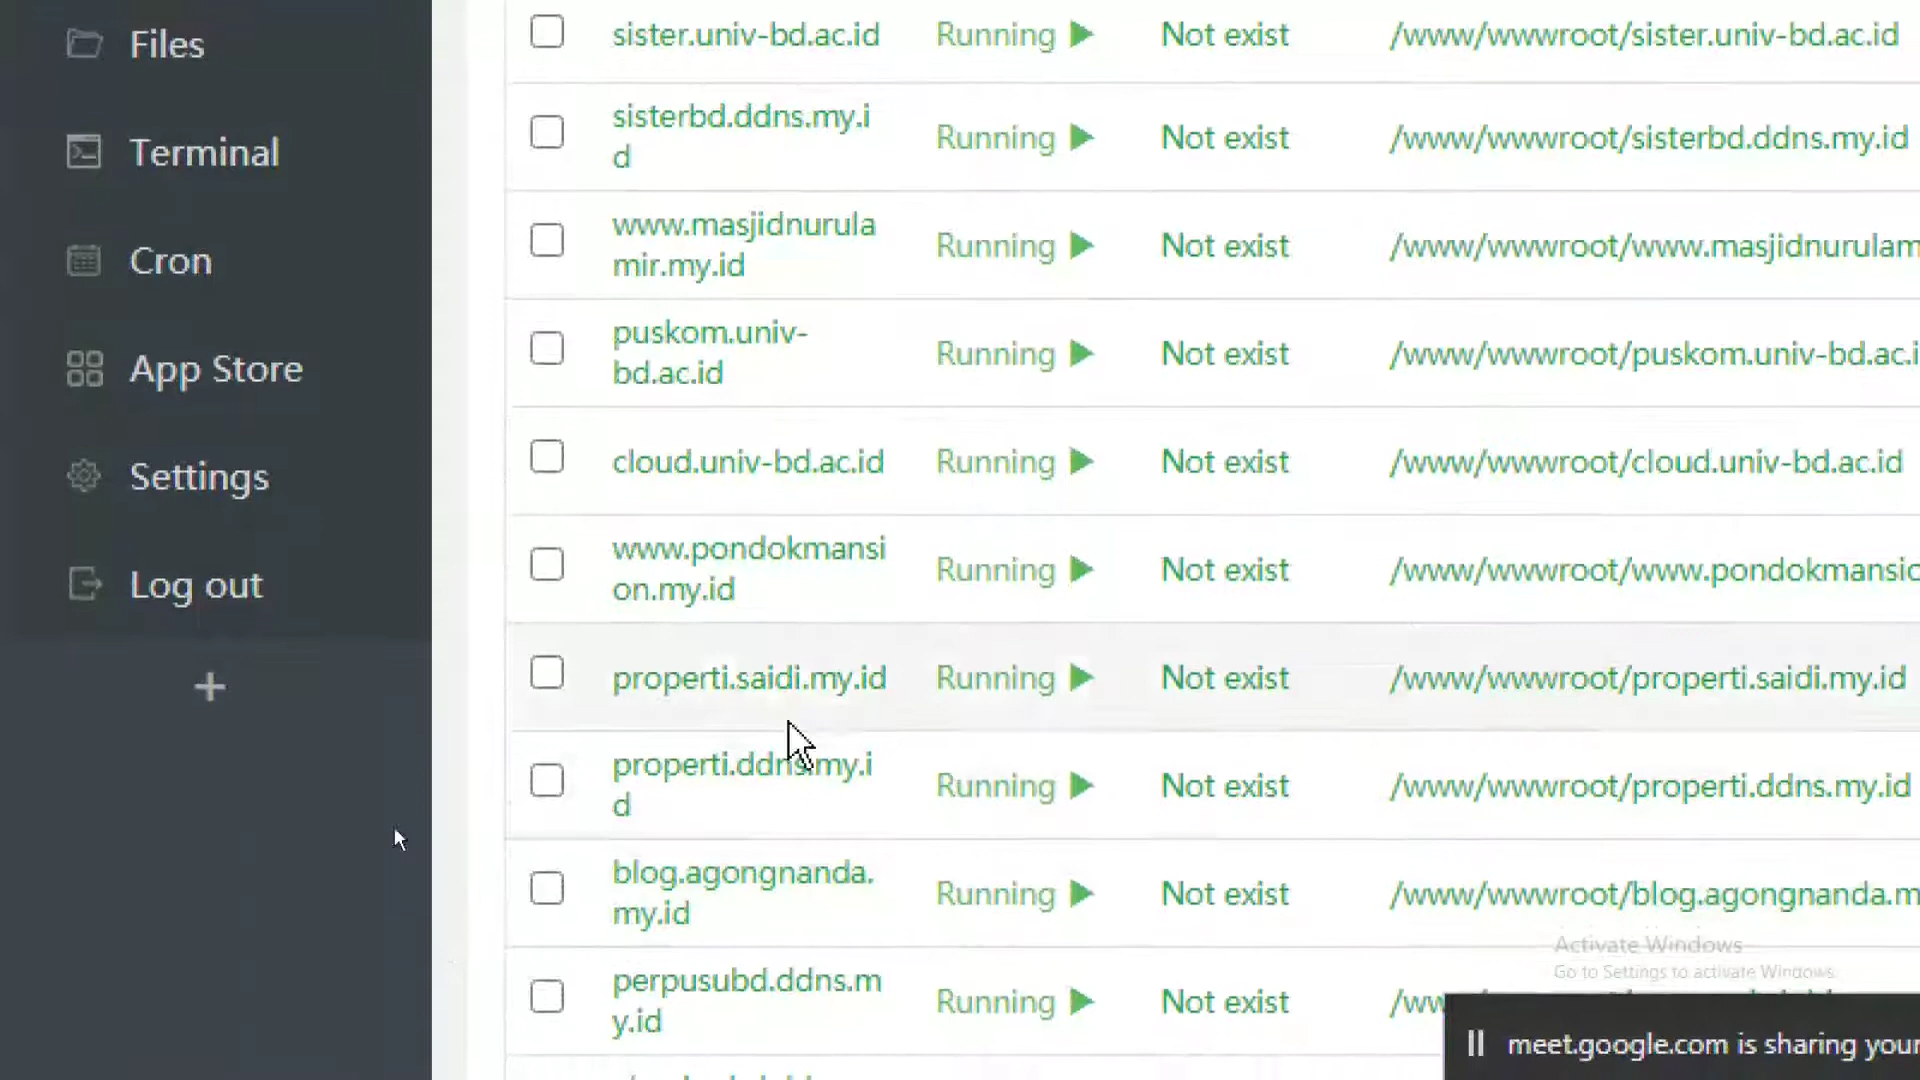 Files
Terminal
Cron
App Store
Settings
Log out
sister.univ-bd.ac.id Running Not exist /www/wwwroot/sister.univ-bd.ac.id
sisterbd.ddns.my.i
d
Running Not exist /www/wwwroot/sisterbd.ddns.my.id
www.masjidnurula
mir.my.id
Running Not exist /www/wwwroot/www.masjidnurulam
puskom.univ-
bd.ac.id
Running Not exist /www/wwwroot/puskom.univ-bd.ac.i
cloud.univ-bd.ac.id Running Not exist /www/wwwroot/cloud.univ-bd.ac.id
www.pondokmansi
on.my.id
Running Not exist /www/wwwroot/www.pondokmansio
properti.saidi.my.id Running Not exist /www/wwwroot/properti.saidi.my.id
properti.ddns.my.i
d
Running Not exist /www/wwwroot/properti.ddns.my.id
blog.agongnanda.
my.id
Running Not exist /www/wwwroot/blog.agongnanda.m
perpusubd.ddns.m
y.id
Running Not exist /ww
Activate Windows
Go to Settings to activate Windows.
meet.google.com is sharing your